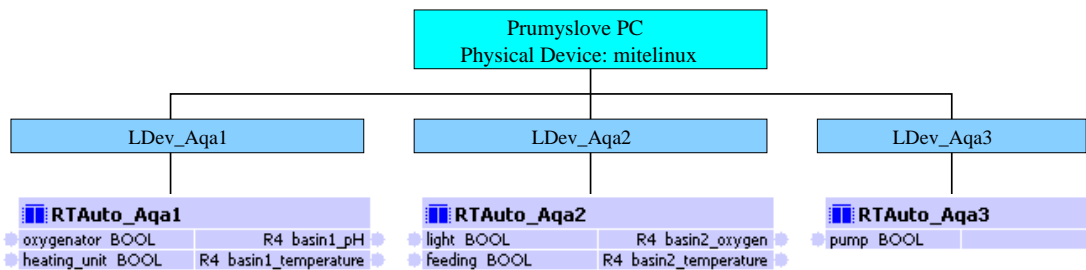 Prumyslove PC
Physical Device: mitelinux
LDev_Aqa1
LDev_Aqa2
LDev_Aqa3
RTAuto_Aqa1
oxygenator BOOL R4 basin1_pH
heating_unit BOOL R4 basin1_temperature
RTAuto_Aqa2
light BOOL R4 basin2_oxygen
feeding BOOL R4 basin2_temperature
RTAuto_Aqa3
pump BOOL